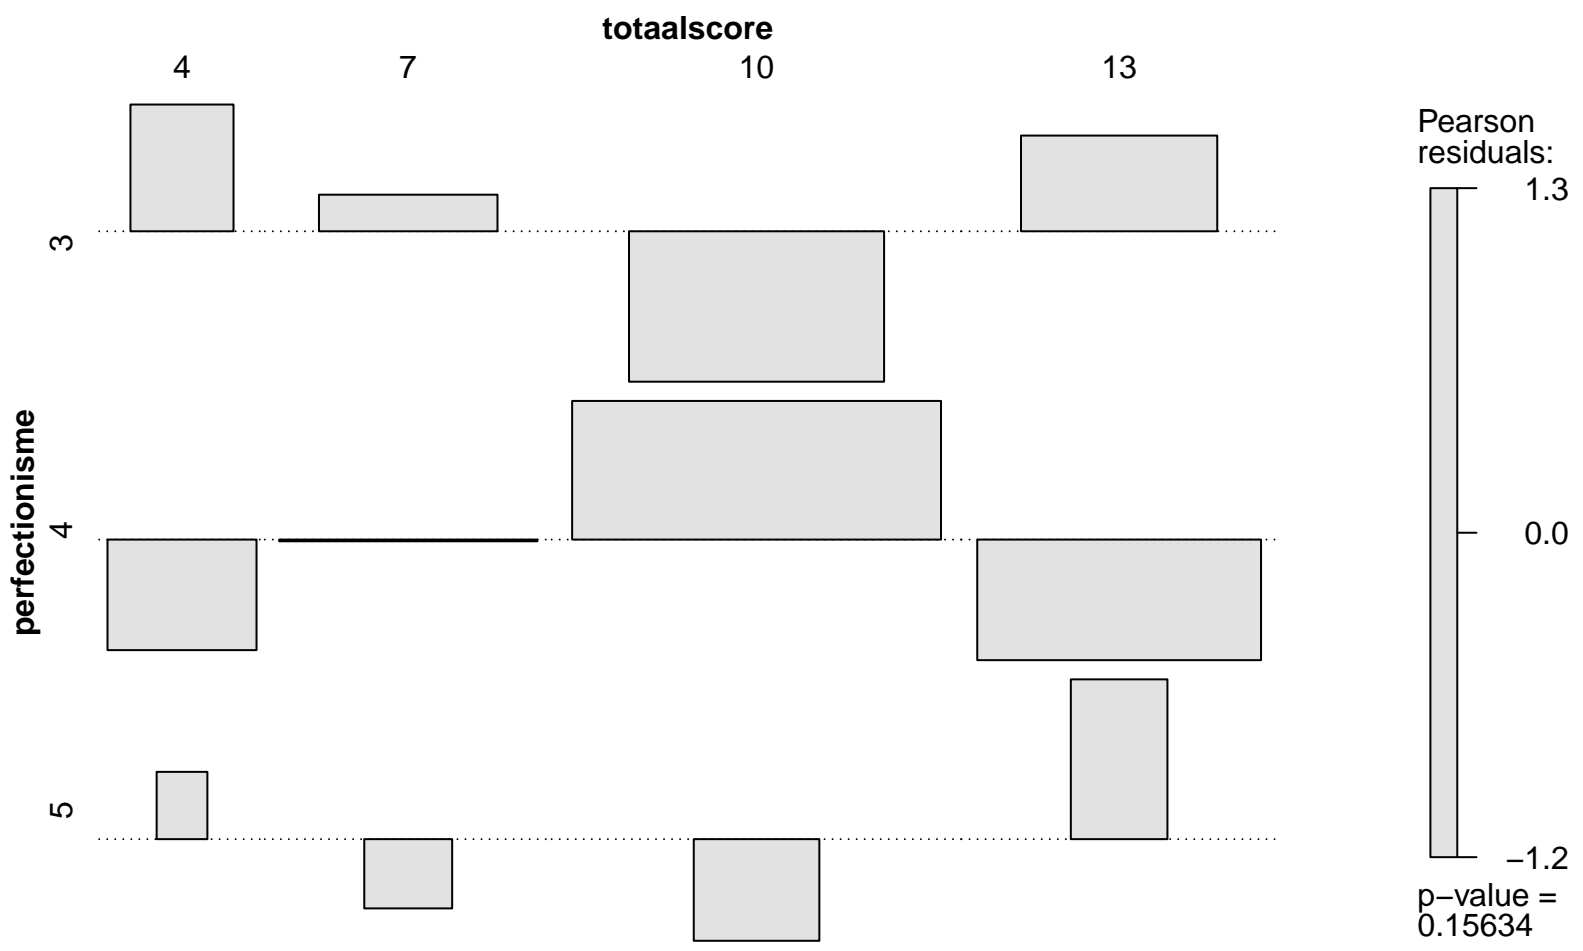 totaalscore
4 7 10 13
perfectionisme
3
4
5
Pearson
residuals:
1.3
0.0
−1.2
p−value =
0.15634